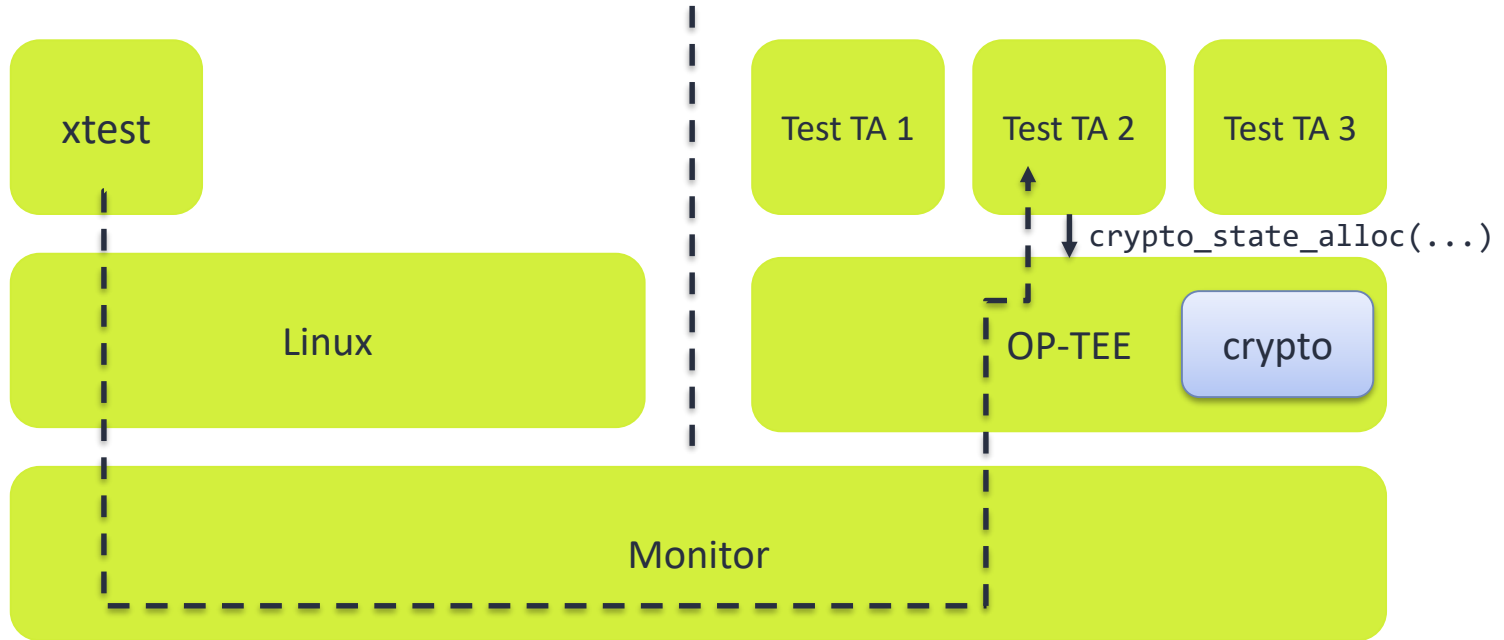 xtest
Test TA 1
Test TA 2
Test TA 3
crypto_state_alloc(...)
Linux
OP-TEE
crypto
Monitor